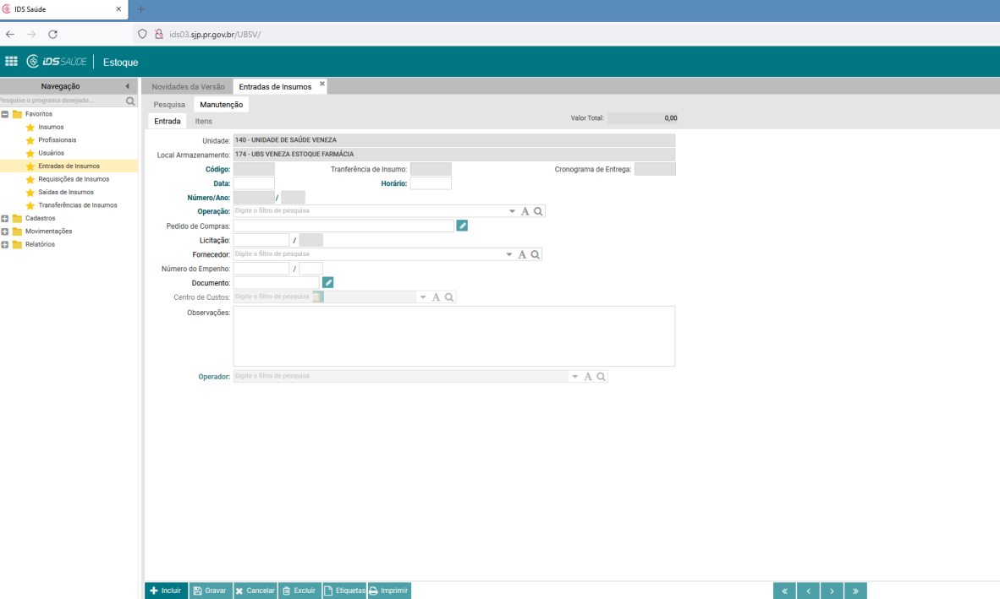 IDS Saúde
ids03.sjp.pr.gov.br/UBSV/
iDS SAÚDE | Estoque
Navegação
Novidades da Versão Entradas de Insumos
Pesquise o programa desejado...
Pesquisa Manutenção
Favoritos
Insumos
Profissionais
Usuários
Entradas de Insumos
Requisições de Insumos
Saídas de Insumos
Transferências de Insumos
Cadastros
Movimentações
Relatórios
Entrada Itens
Valor Total: 0,00
Unidade: 140 - UNIDADE DE SAÚDE VENEZA
Local Armazenamento: 174 - UBS VENEZA ESTOQUE FARMÁCIA
Código: Tranferência de Insumo: Cronograma de Entrega:
Data: Horário:
Número/Ano: /
Operação: Digite o filtro de pesquisa A
Pedido de Compras:
Licitação: /
Fornecedor: Digite o filtro de pesquisa A
Número do Empenho: /
Documento:
Centro de Custos: Digite o filtro de pesquisa A
Observações:
Operador: Digite o filtro de pesquisa A
Incluir Gravar Cancelar Excluir Etiquetas Imprimir